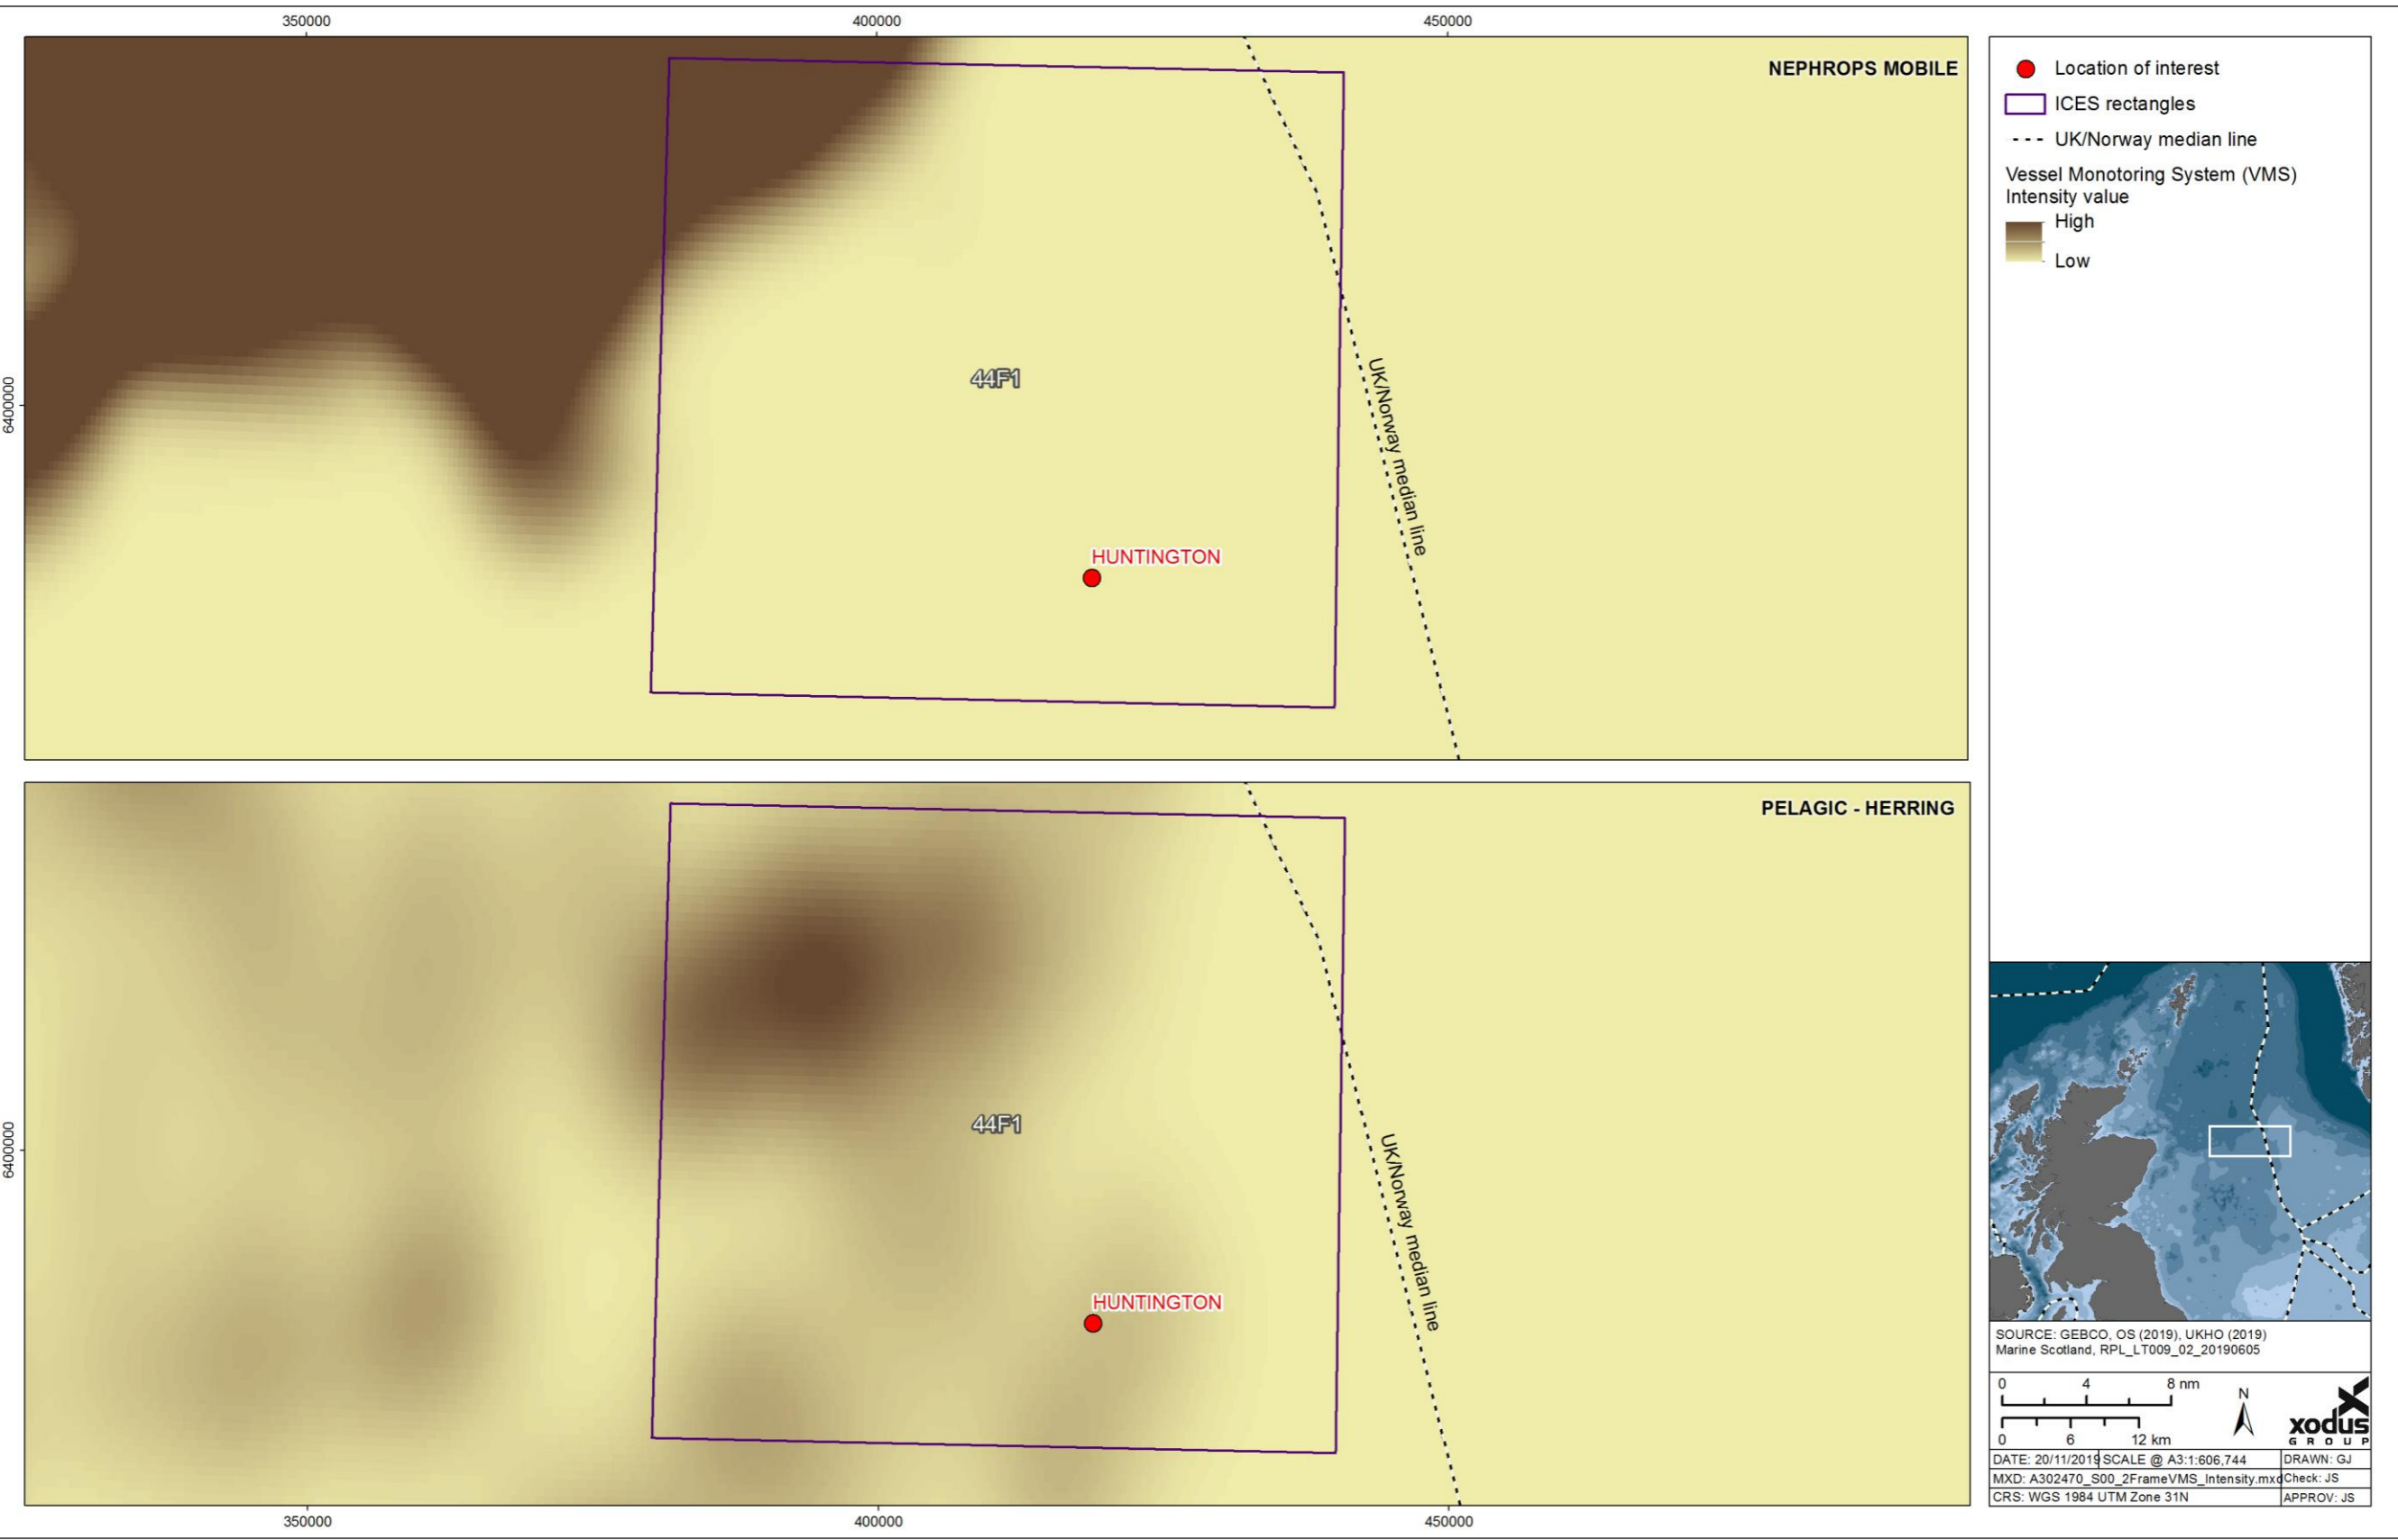 350000 400000 450000
NEPHROPS MOBILE
6400000
44F1
UK/Norway median line
HUNTINGTON
PELAGIC - HERRING
6400000
44F1
UK/Norway median line
HUNTINGTON
350000 400000 450000
Location of interest
ICES rectangles
UK/Norway median line
Vessel Monotoring System (VMS)
Intensity value
High
Low
SOURCE: GEBCO, OS (2019), UKHO (2019)
Marine Scotland, RPL_LT009_02_20190605
0 4 8 nm
N
0 6 12 km
xodus
GROUP
DATE: 20/11/2019 SCALE @ A3:1:606,744 DRAWN: GJ
MXD: A302470_S00_2FrameVMS_Intensity.mxd Check: JS
CRS: WGS 1984 UTM Zone 31N APPROV: JS